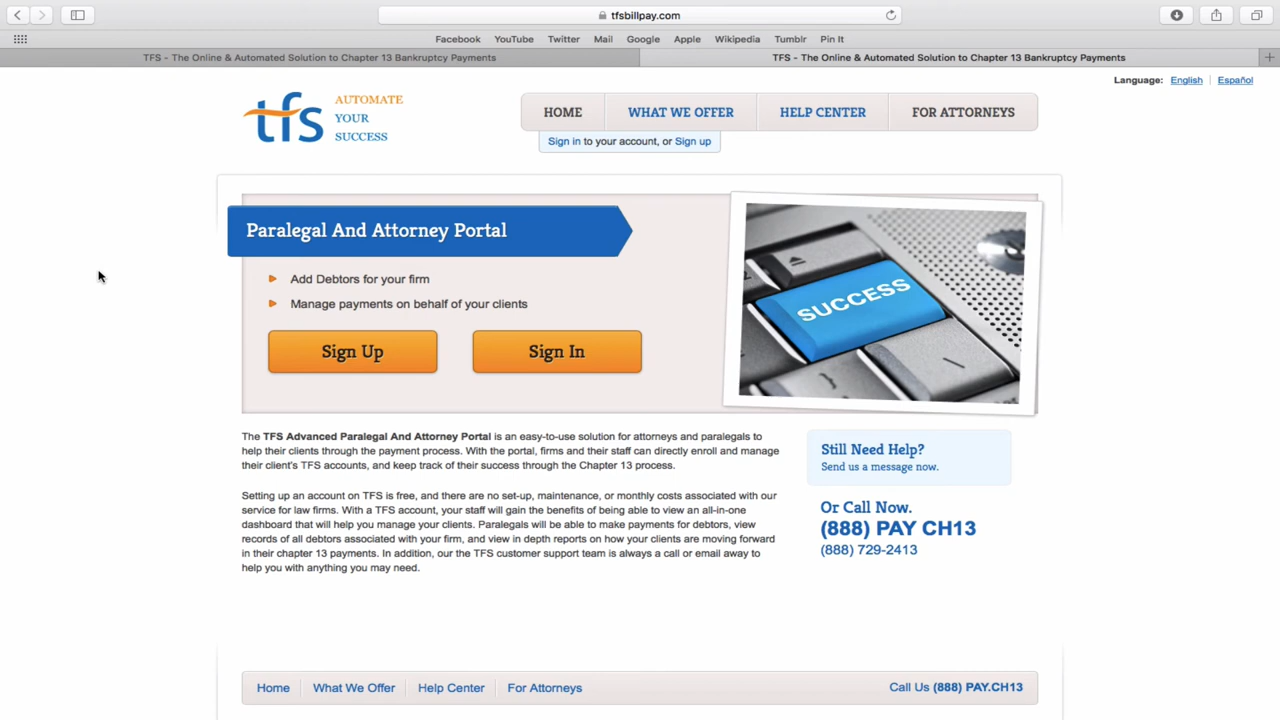 tfsbillpay.com
Facebook YouTube Twitter Mail Google Apple Wikipedia Tumblr Pin It
TFS - The Online & Automated Solution to Chapter 13 Bankruptcy Payments
TFS - The Online & Automated Solution to Chapter 13 Bankruptcy Payments
Language: English | Español
tfs
AUTOMATE
YOUR
SUCCESS
HOME WHAT WE OFFER HELP CENTER FOR ATTORNEYS
Sign in to your account, or Sign up
Paralegal And Attorney Portal
Add Debtors for your firm
Manage payments on behalf of your clients
Sign Up Sign In
SUCCESS
The TFS Advanced Paralegal And Attorney Portal is an easy-to-use solution for attorneys and paralegals to
help their clients through the payment process. With the portal, firms and their staff can directly enroll and manage
their client's TFS accounts, and keep track of their success through the Chapter 13 process.
Setting up an account on TFS is free, and there are no set-up, maintenance, or monthly costs associated with our
service for law firms. With a TFS account, your staff will gain the benefits of being able to view an all-in-one
dashboard that will help you manage your clients. Paralegals will be able to make payments for debtors, view
records of all debtors associated with your firm, and view in depth reports on how your clients are moving forward
in their chapter 13 payments. In addition, our the TFS customer support team is always a call or email away to
help you with anything you may need.
Still Need Help?
Send us a message now.
Or Call Now.
(888) PAY CH13
(888) 729-2413
Home What We Offer Help Center For Attorneys
Call Us (888) PAY.CH13